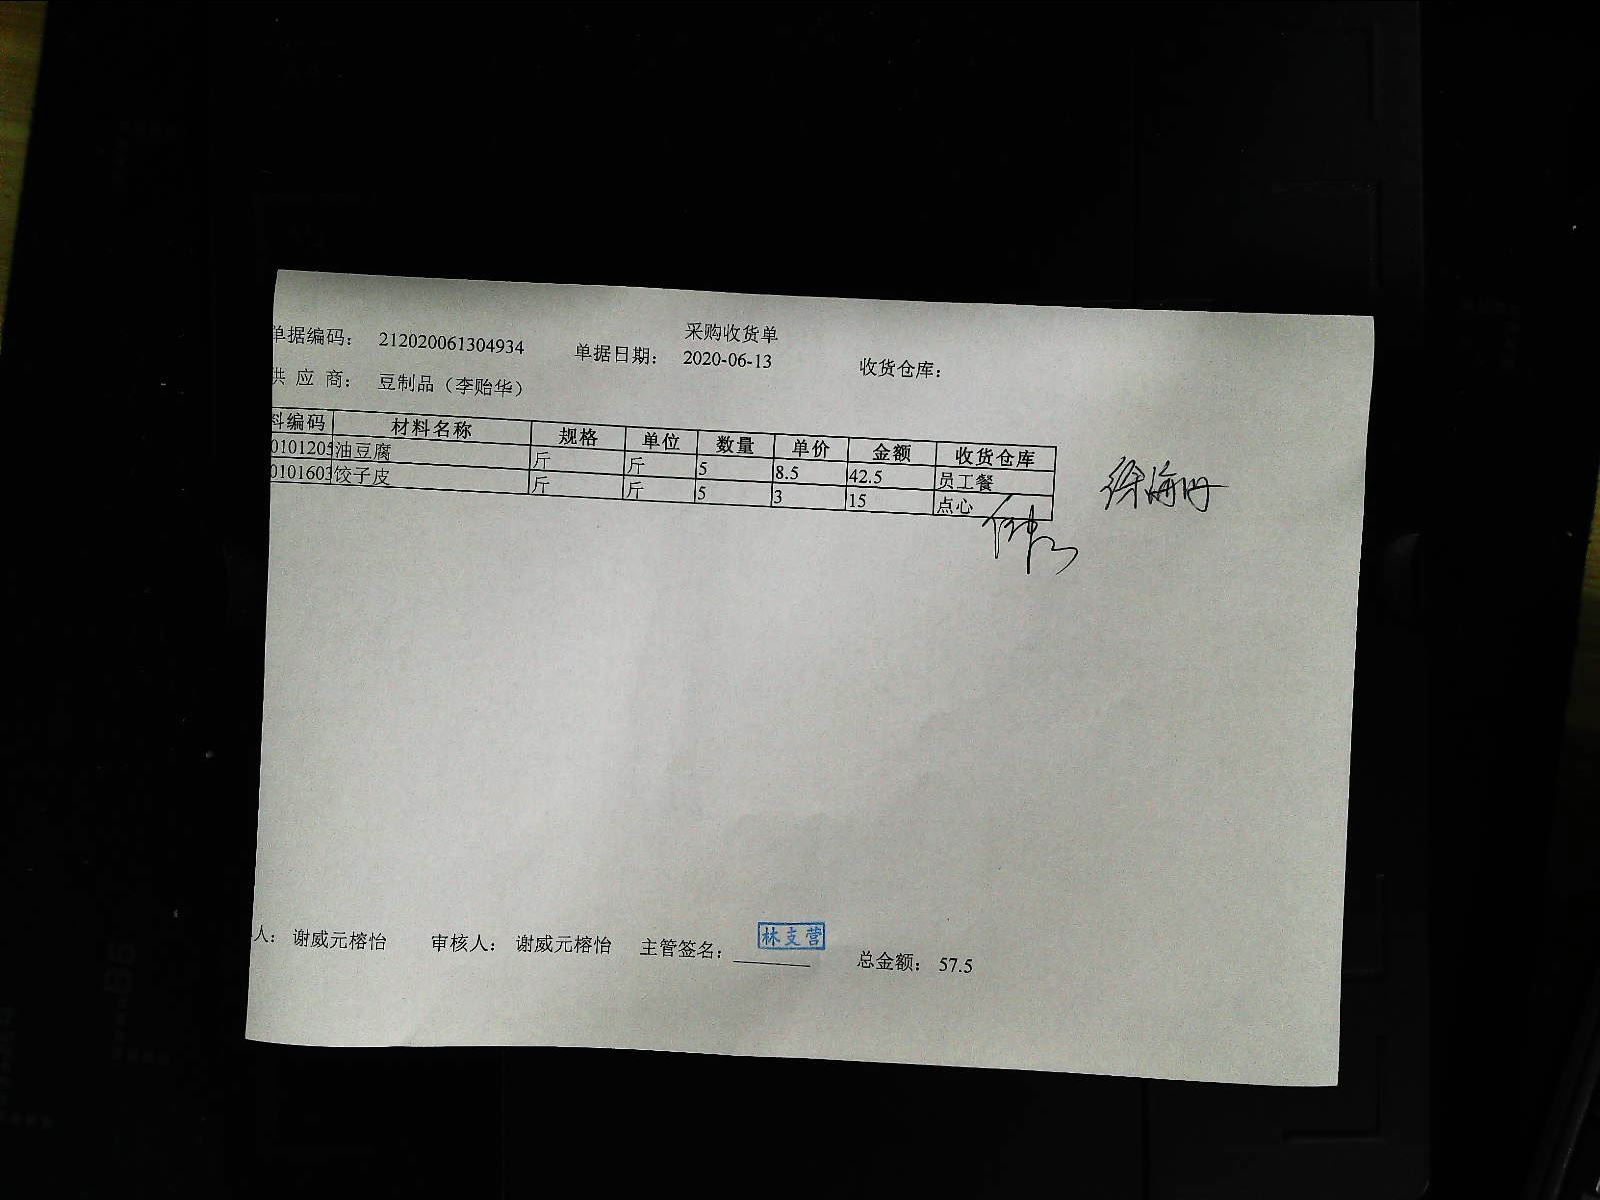 采购收货单
单据编码： 212020061304934 单据日期： 2020-06-13 收货仓库：
供 应 商： 豆制品（李贻华）
料编码 材料名称 规格 单位 数量 单价 金额 收货仓库
0101205 油豆腐 斤 斤 5 8.5 42.5 员工餐
0101603 饺子皮 斤 斤 5 3 15 点心
徐海丹
人： 谢威元榕怡 审核人： 谢威元榕怡 主管签名： 林支营 总金额： 57.5